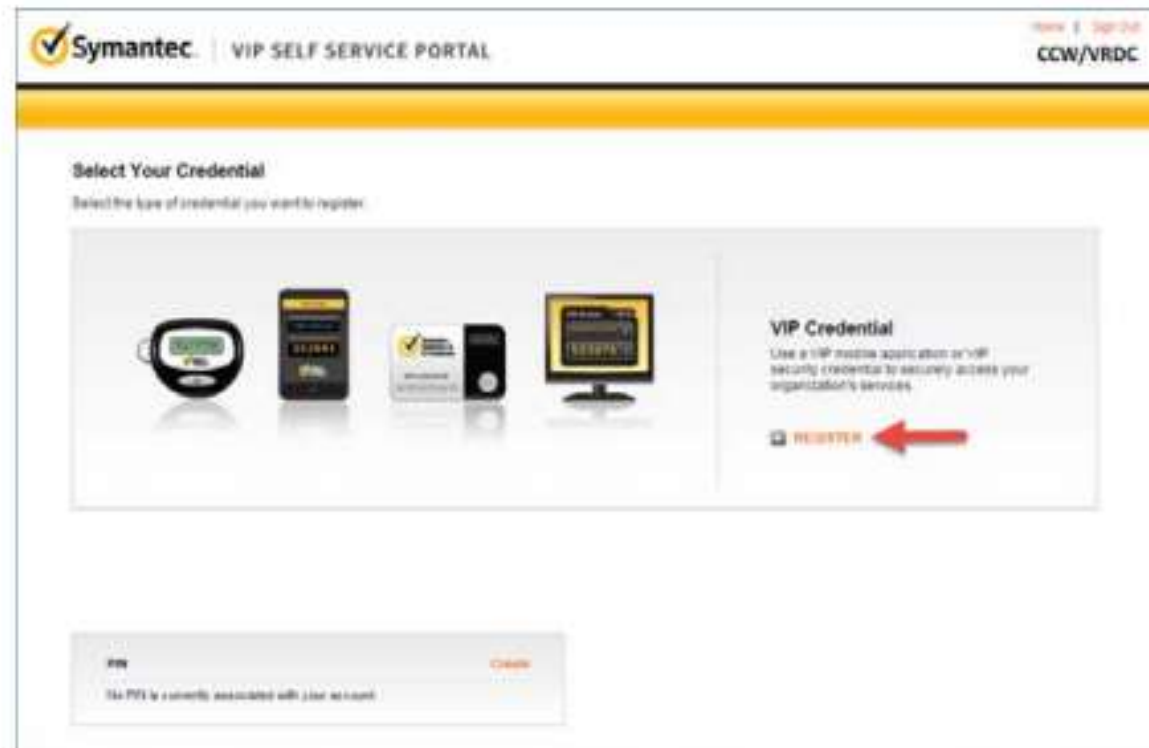 Symantec. VIP SELF SERVICE PORTAL
Home | Sign Out
CCW/VRDC
Select Your Credential
Select the type of credential you want to register.
VIP Credential
Use a VIP mobile application or VIP
security credential to securely access your
organization's services.
REGISTER
PIN Create
No PIN is currently associated with your account